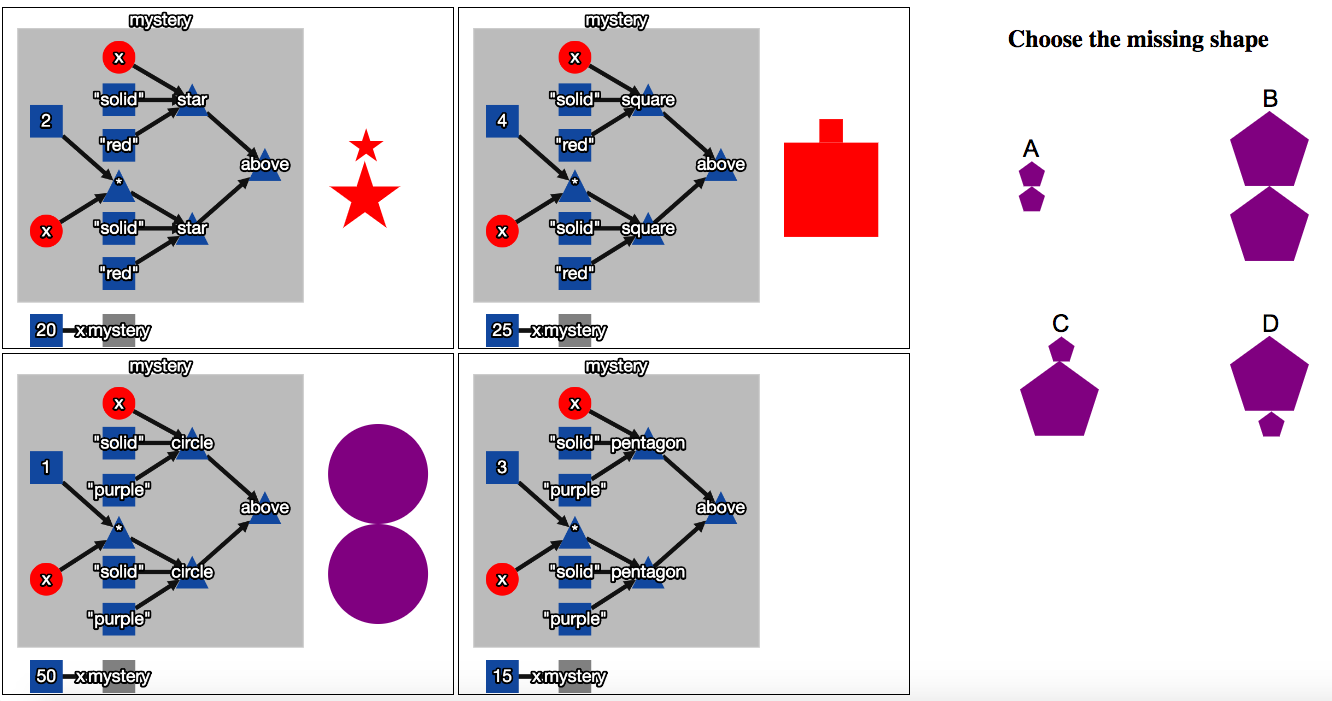 mystery
x
"solid"
star
2
"red"
above
*
"solid"
star
x
"red"
20
x
mystery
mystery
x
"solid"
square
4
"red"
above
*
"solid"
square
x
"red"
25
x
mystery
mystery
x
"solid"
circle
1
"purple"
above
*
"solid"
circle
x
"purple"
50
x
mystery
mystery
x
"solid"
pentagon
3
"purple"
above
*
"solid"
pentagon
x
"purple"
15
x
mystery
Choose the missing shape
A
B
C
D